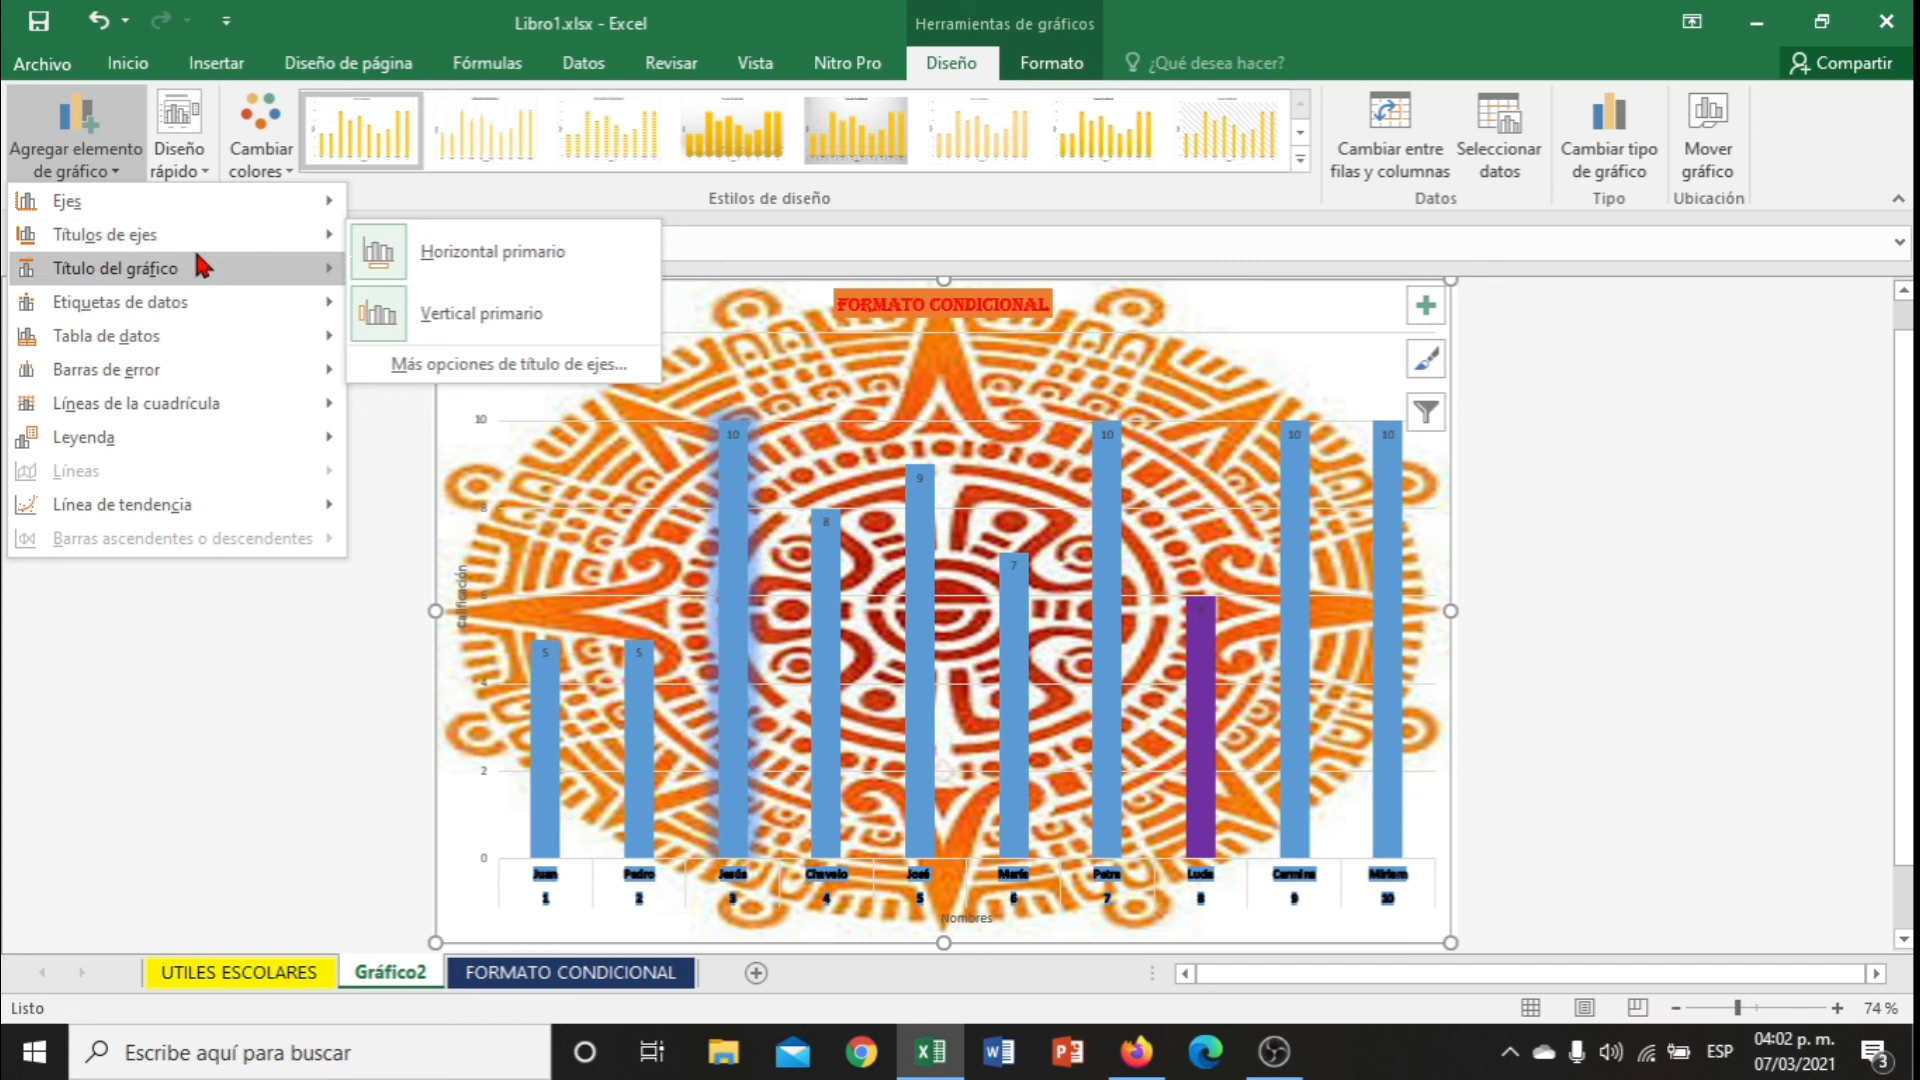 Libro1.xlsx - Excel
Herramientas de gráficos
Archivo
Inicio
Insertar
Diseño de página
Fórmulas
Datos
Revisar
Vista
Nitro Pro
Diseño
Formato
¿Qué desea hacer?
Compartir
Agregar elemento
de gráfico
Diseño
rápido
Cambiar
colores
Cambiar entre
filas y columnas
Seleccionar
datos
Cambiar tipo
de gráfico
Mover
gráfico
Estilos de diseño
Datos
Tipo
Ubicación
Ejes
Títulos de ejes
Título del gráfico
Etiquetas de datos
Tabla de datos
Barras de error
Líneas de la cuadrícula
Leyenda
Líneas
Línea de tendencia
Barras ascendentes o descendentes
Horizontal primario
Vertical primario
Más opciones de título de ejes...
FORMATO CONDICIONAL
10
8
6
4
2
0
Calificación
5
5
10
8
9
7
10
10
10
Juan
Pedro
Jesús
Chavelo
José
María
Petra
Lucía
Carmina
Miriam
1
2
3
4
5
6
7
8
9
10
Nombres
UTILES ESCOLARES
Gráfico2
FORMATO CONDICIONAL
Listo
74 %
Escribe aquí para buscar
ESP
04:02 p. m.
07/03/2021
3